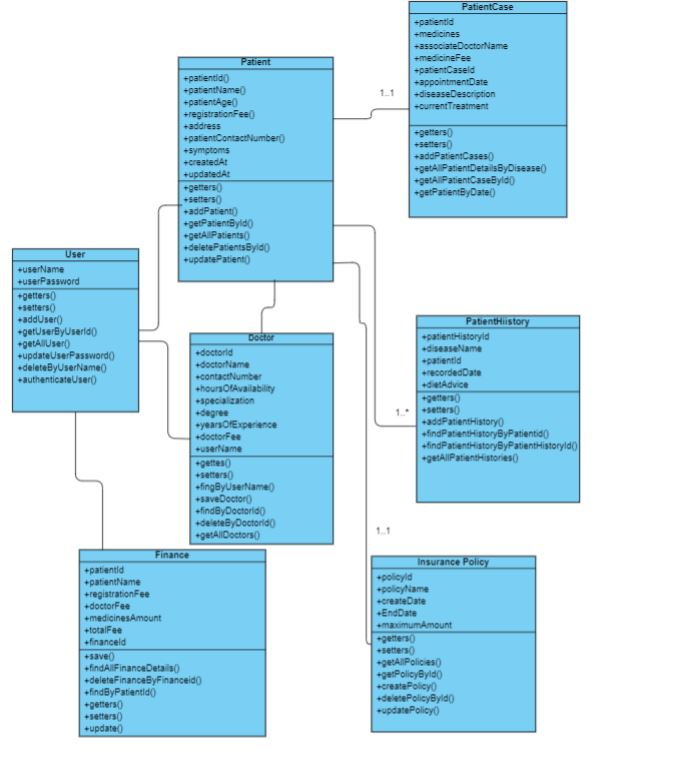 PatientCase
+patientId
+medicines
+associateDoctorName
+medicineFee
+patientCaseId
+appointmentDate
+diseaseDescription
+currentTreatment
+getters()
+setters()
+addPatientCases()
+getAllPatientDetailsByDisease()
+getAllPatientCaseById()
+getPatientByDate()
Patient
+patientId()
+patientName()
+patientAge()
+registrationFee()
+address
+patientContactNumber()
+symptoms
+createdAt
+updatedAt
+getters()
+setters()
+addPatient()
+getPatientById()
+getAllPatients()
+deletePatientsById()
+updatePatient()
1..1
User
+userName
+userPassword
+getters()
+setters()
+addUser()
+getUserByUserId()
+getAllUser()
+updateUserPassword()
+deleteByUserName()
+authenticateUser()
Doctor
+doctorId
+doctorName
+contactNumber
+hoursOfAvailability
+specialization
+degree
+yearsOfExperience
+doctorFee
+userName
+gettes()
+setters()
+fingByUserName()
+saveDoctor()
+findByDoctorId()
+deleteByDoctorId()
+getAllDoctors()
PatientHiistory
+patientHistoryId
+diseaseName
+patientId
+recordedDate
+dietAdvice
+getters()
+setters()
+addPatientHistory()
+findPatientHistoryByPatientid()
+findPatientHistoryByPatientHistoryId()
+getAllPatientHistories()
1..*
1..1
Finance
+patientId
+patientName
+registrationFee
+doctorFee
+medicinesAmount
+totalFee
+financeId
+save()
+findAllFinanceDetails()
+deleteFinanceByFinanceid()
+findByPatientId()
+getters()
+setters()
+update()
Insurance Policy
+policyId
+policyName
+createDate
+EndDate
+maximumAmount
+getters()
+setters()
+getAllPolicies()
+getPolicyById()
+createPolicy()
+deletePolicyById()
+updatePolicy()